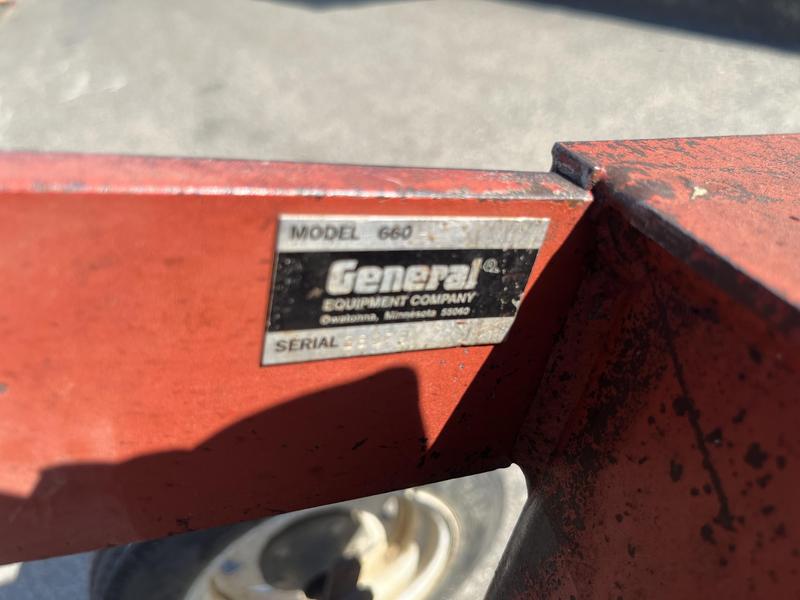 MODEL 660
General®
EQUIPMENT COMPANY
Owatonna, Minnesota 55060
SERIAL